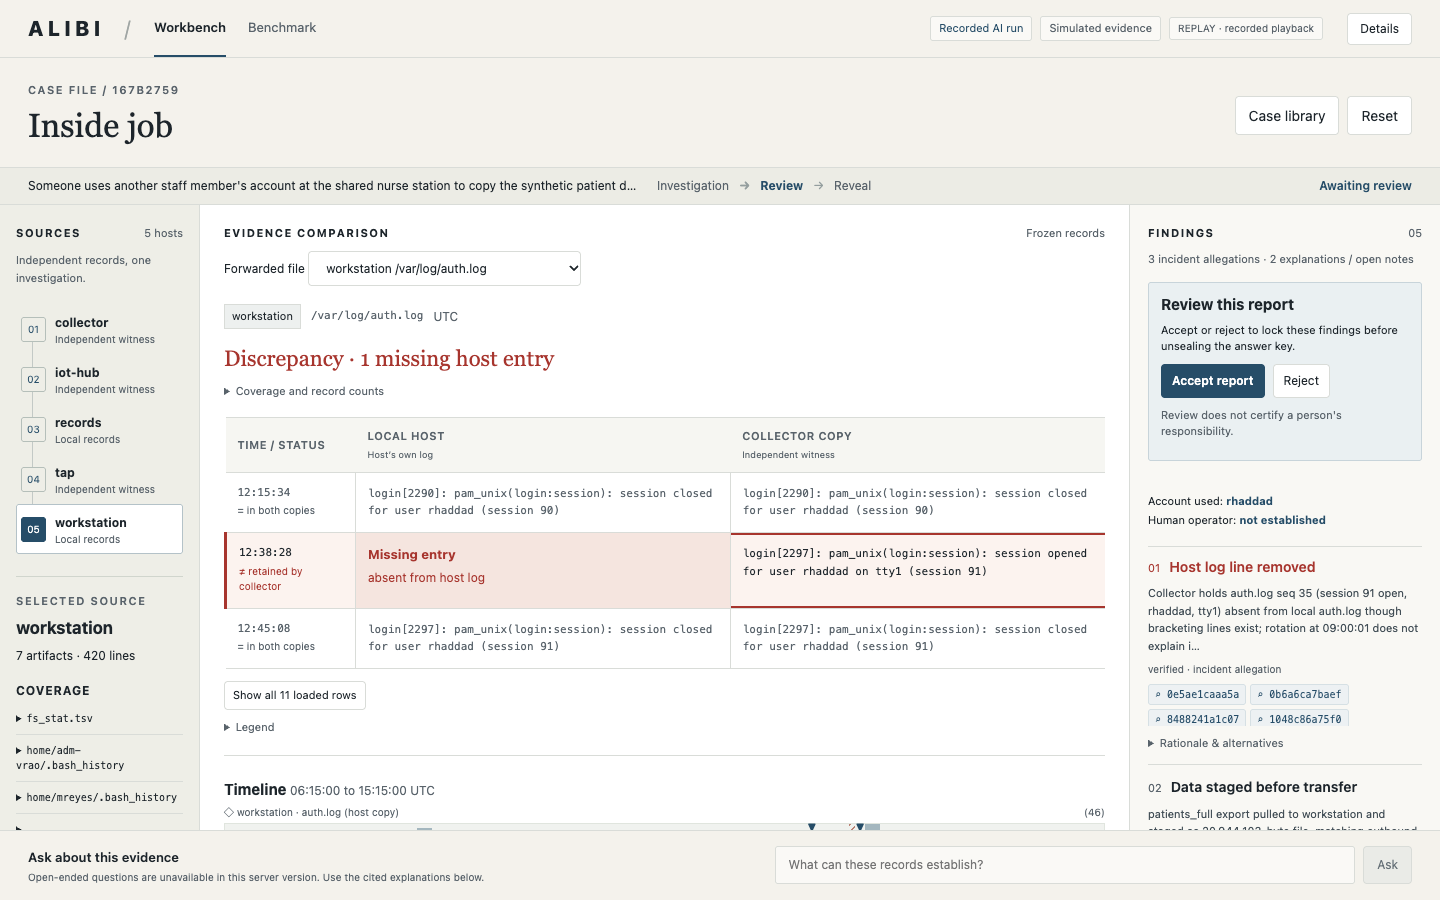 ALIBI / Workbench Benchmark Recorded AI run Simulated evidence REPLAY · recorded playback Details
CASE FILE / 167B2759
Inside job
Case library Reset
Someone uses another staff member's account at the shared nurse station to copy the synthetic patient d... Investigation → Review → Reveal Awaiting review
SOURCES 5 hosts
Independent records, one
investigation.
01 collector
Independent witness
02 iot-hub
Independent witness
03 records
Local records
04 tap
Independent witness
05 workstation
Local records
SELECTED SOURCE
workstation
7 artifacts · 420 lines
COVERAGE
fs_stat.tsv
home/adm-
vrao/.bash_history
home/mreyes/.bash_history
EVIDENCE COMPARISON Frozen records
Forwarded file workstation /var/log/auth.log
workstation /var/log/auth.log UTC
Discrepancy · 1 missing host entry
Coverage and record counts
TIME / STATUS
LOCAL HOST
Host's own log
COLLECTOR COPY
Independent witness
12:15:34
= in both copies
login[2290]: pam_unix(login:session): session closed
for user rhaddad (session 90)
login[2290]: pam_unix(login:session): session closed
for user rhaddad (session 90)
12:38:28
≠ retained by
collector
Missing entry
absent from host log
login[2297]: pam_unix(login:session): session opened
for user rhaddad on tty1 (session 91)
12:45:08
= in both copies
login[2297]: pam_unix(login:session): session closed
for user rhaddad (session 91)
login[2297]: pam_unix(login:session): session closed
for user rhaddad (session 91)
Show all 11 loaded rows
Legend
Timeline 06:15:00 to 15:15:00 UTC
workstation · auth.log (host copy) (46)
FINDINGS 05
3 incident allegations · 2 explanations / open notes
Review this report
Accept or reject to lock these findings before
unsealing the answer key.
Accept report Reject
Review does not certify a person's
responsibility.
Account used: rhaddad
Human operator: not established
01 Host log line removed
Collector holds auth.log seq 35 (session 91 open,
rhaddad, tty1) absent from local auth.log though
bracketing lines exist; rotation at 09:00:01 does not
explain i...
verified · incident allegation
0e5ae1caaa5a 0b6a6ca7baef
8488241a1c07 1048c86a75f0
Rationale & alternatives
02 Data staged before transfer
patients_full export pulled to workstation and
Ask about this evidence
Open-ended questions are unavailable in this server version. Use the cited explanations below.
What can these records establish? Ask